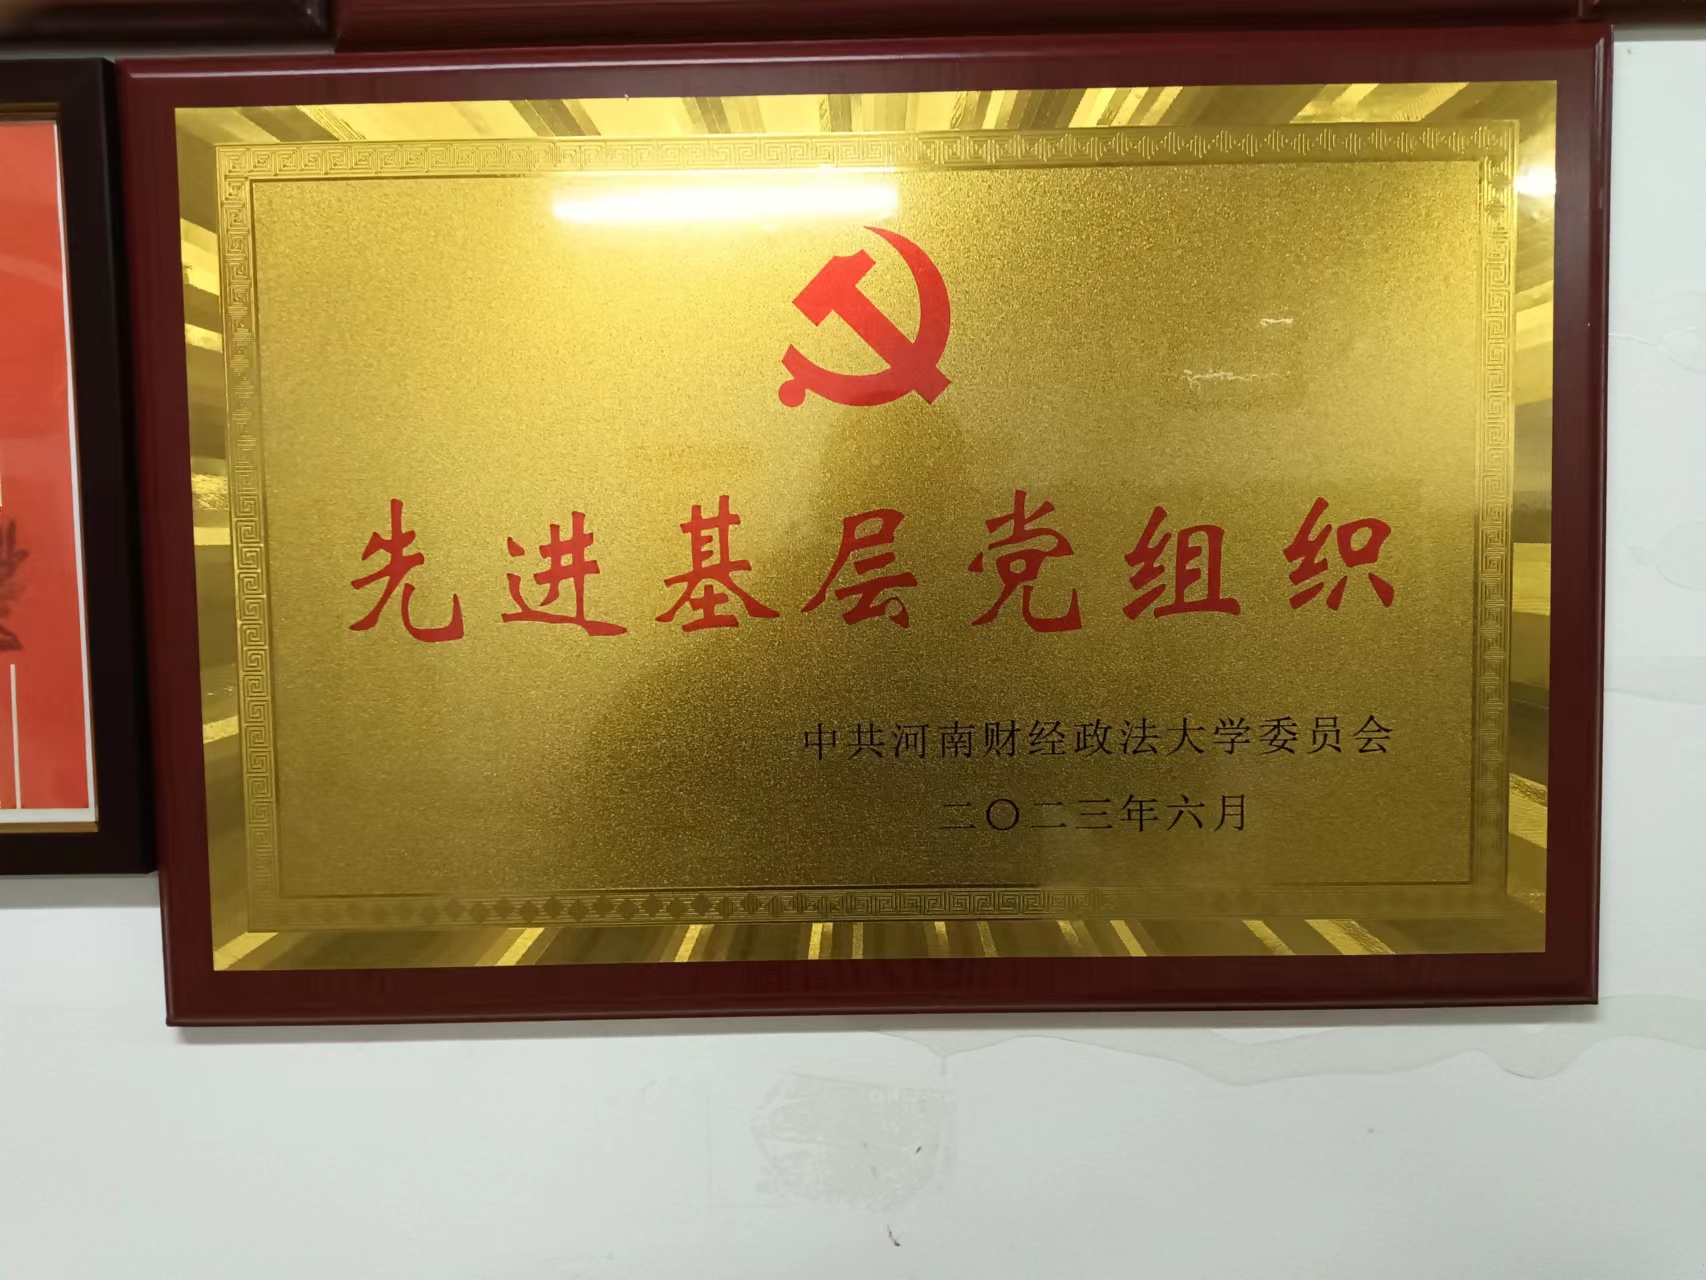 先进基层党组织
中共河南财经政法大学委员会
二〇二三年六月